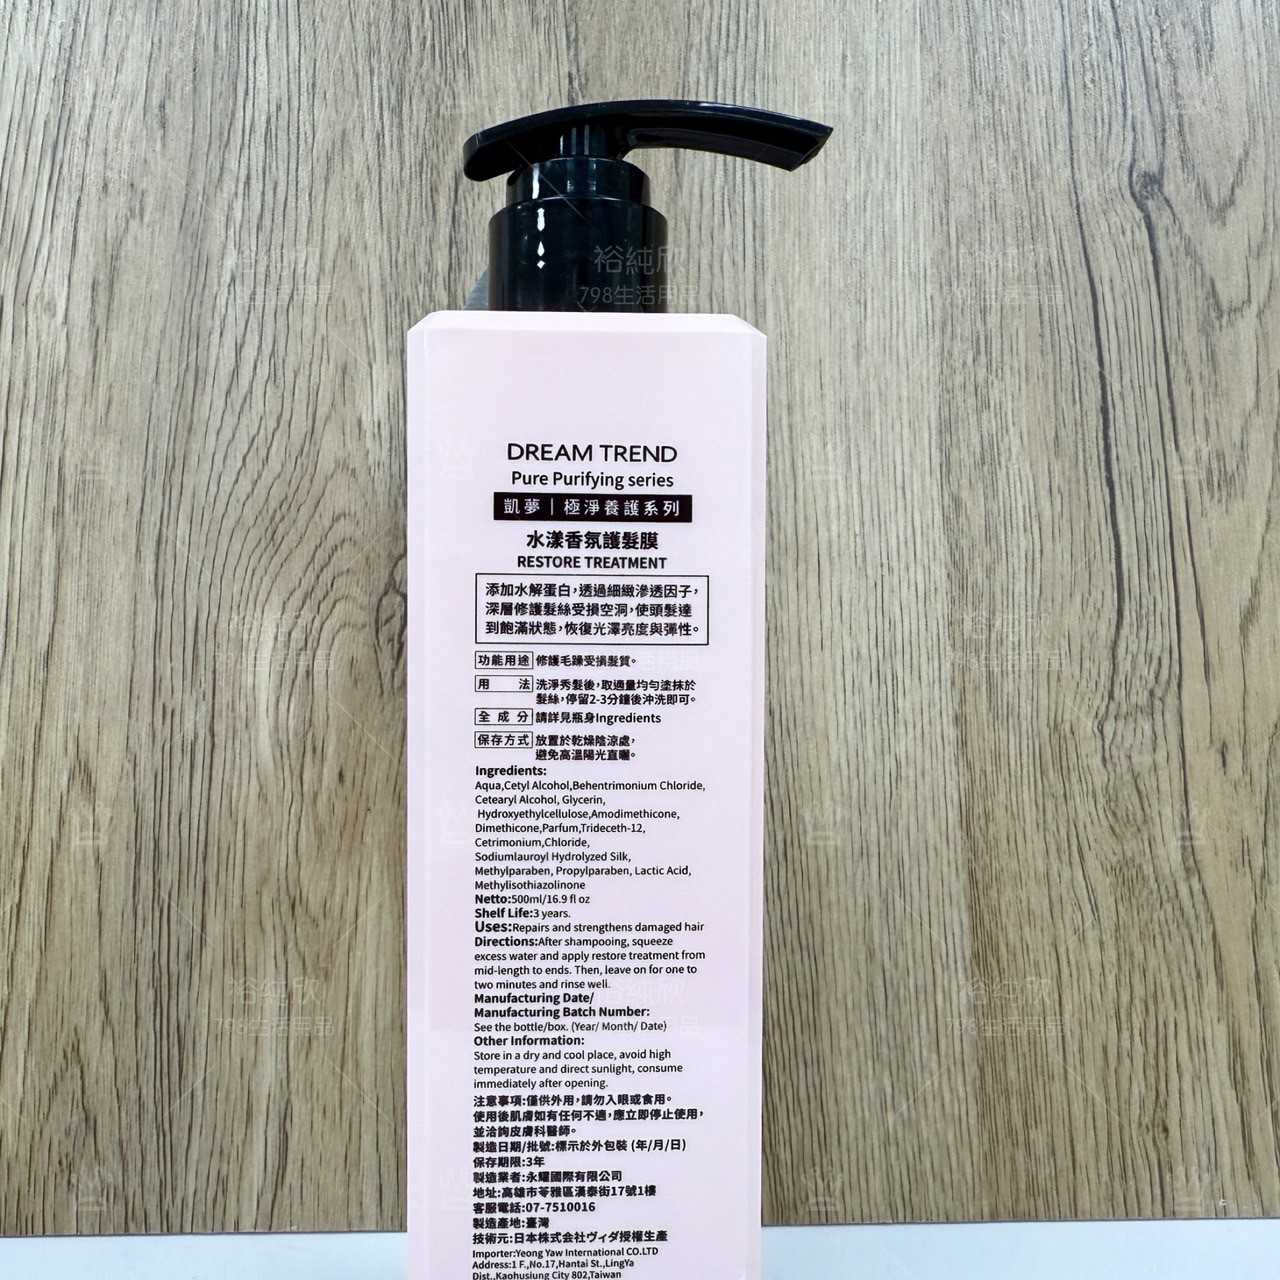 裕純欣
798生活用品
DREAM TREND
Pure Purifying series
凱夢｜極淨養護系列
水漾香氛護髮膜
RESTORE TREATMENT
添加水解蛋白，透過細緻滲透因子，
深層修護髮絲受損空洞，使頭髮達
到飽滿狀態，恢復光澤亮度與彈性。
功能用途 修護毛躁受損髮質。
用 法 洗淨秀髮後，取適量均勻塗抹於
髮絲，停留2-3分鐘後沖洗即可。
全成分 請詳見瓶身Ingredients
保存方式 放置於乾燥陰涼處，
避免高溫陽光直曬。
Ingredients:
Aqua,Cetyl Alcohol,Behentrimonium Chloride,
Cetearyl Alcohol, Glycerin,
Hydroxyethylcellulose,Amodimethicone,
Dimethicone,Parfum,Trideceth-12,
Cetrimonium,Chloride,
Sodiumlauroyl Hydrolyzed Silk,
Methylparaben, Propylparaben, Lactic Acid,
Methylisothiazolinone
Netto:500ml/16.9 fl oz
Shelf Life:3 years.
Uses:Repairs and strengthens damaged hair
Directions:After shampooing, squeeze
excess water and apply restore treatment from
mid-length to ends. Then, leave on for one to
two minutes and rinse well.
Manufacturing Date/
Manufacturing Batch Number:
See the bottle/box. (Year/ Month/ Date)
Other Information:
Store in a dry and cool place, avoid high
temperature and direct sunlight, consume
immediately after opening.
注意事項:僅供外用，請勿入眼或食用。
使用後肌膚如有任何不適，應立即停止使用，
並洽詢皮膚科醫師。
製造日期/批號:標示於外包裝 (年/月/日)
保存期限:3年
製造業者:永耀國際有限公司
地址:高雄市苓雅區漢泰街17號1樓
客服電話:07-7510016
製造產地:臺灣
技術元:日本株式会社ヴィダ授權生產
Importer:Yeong Yaw International CO.LTD
Address:1 F.,No.17,Hantai St.,LingYa
Dist.,Kaohusiung City 802,Taiwan